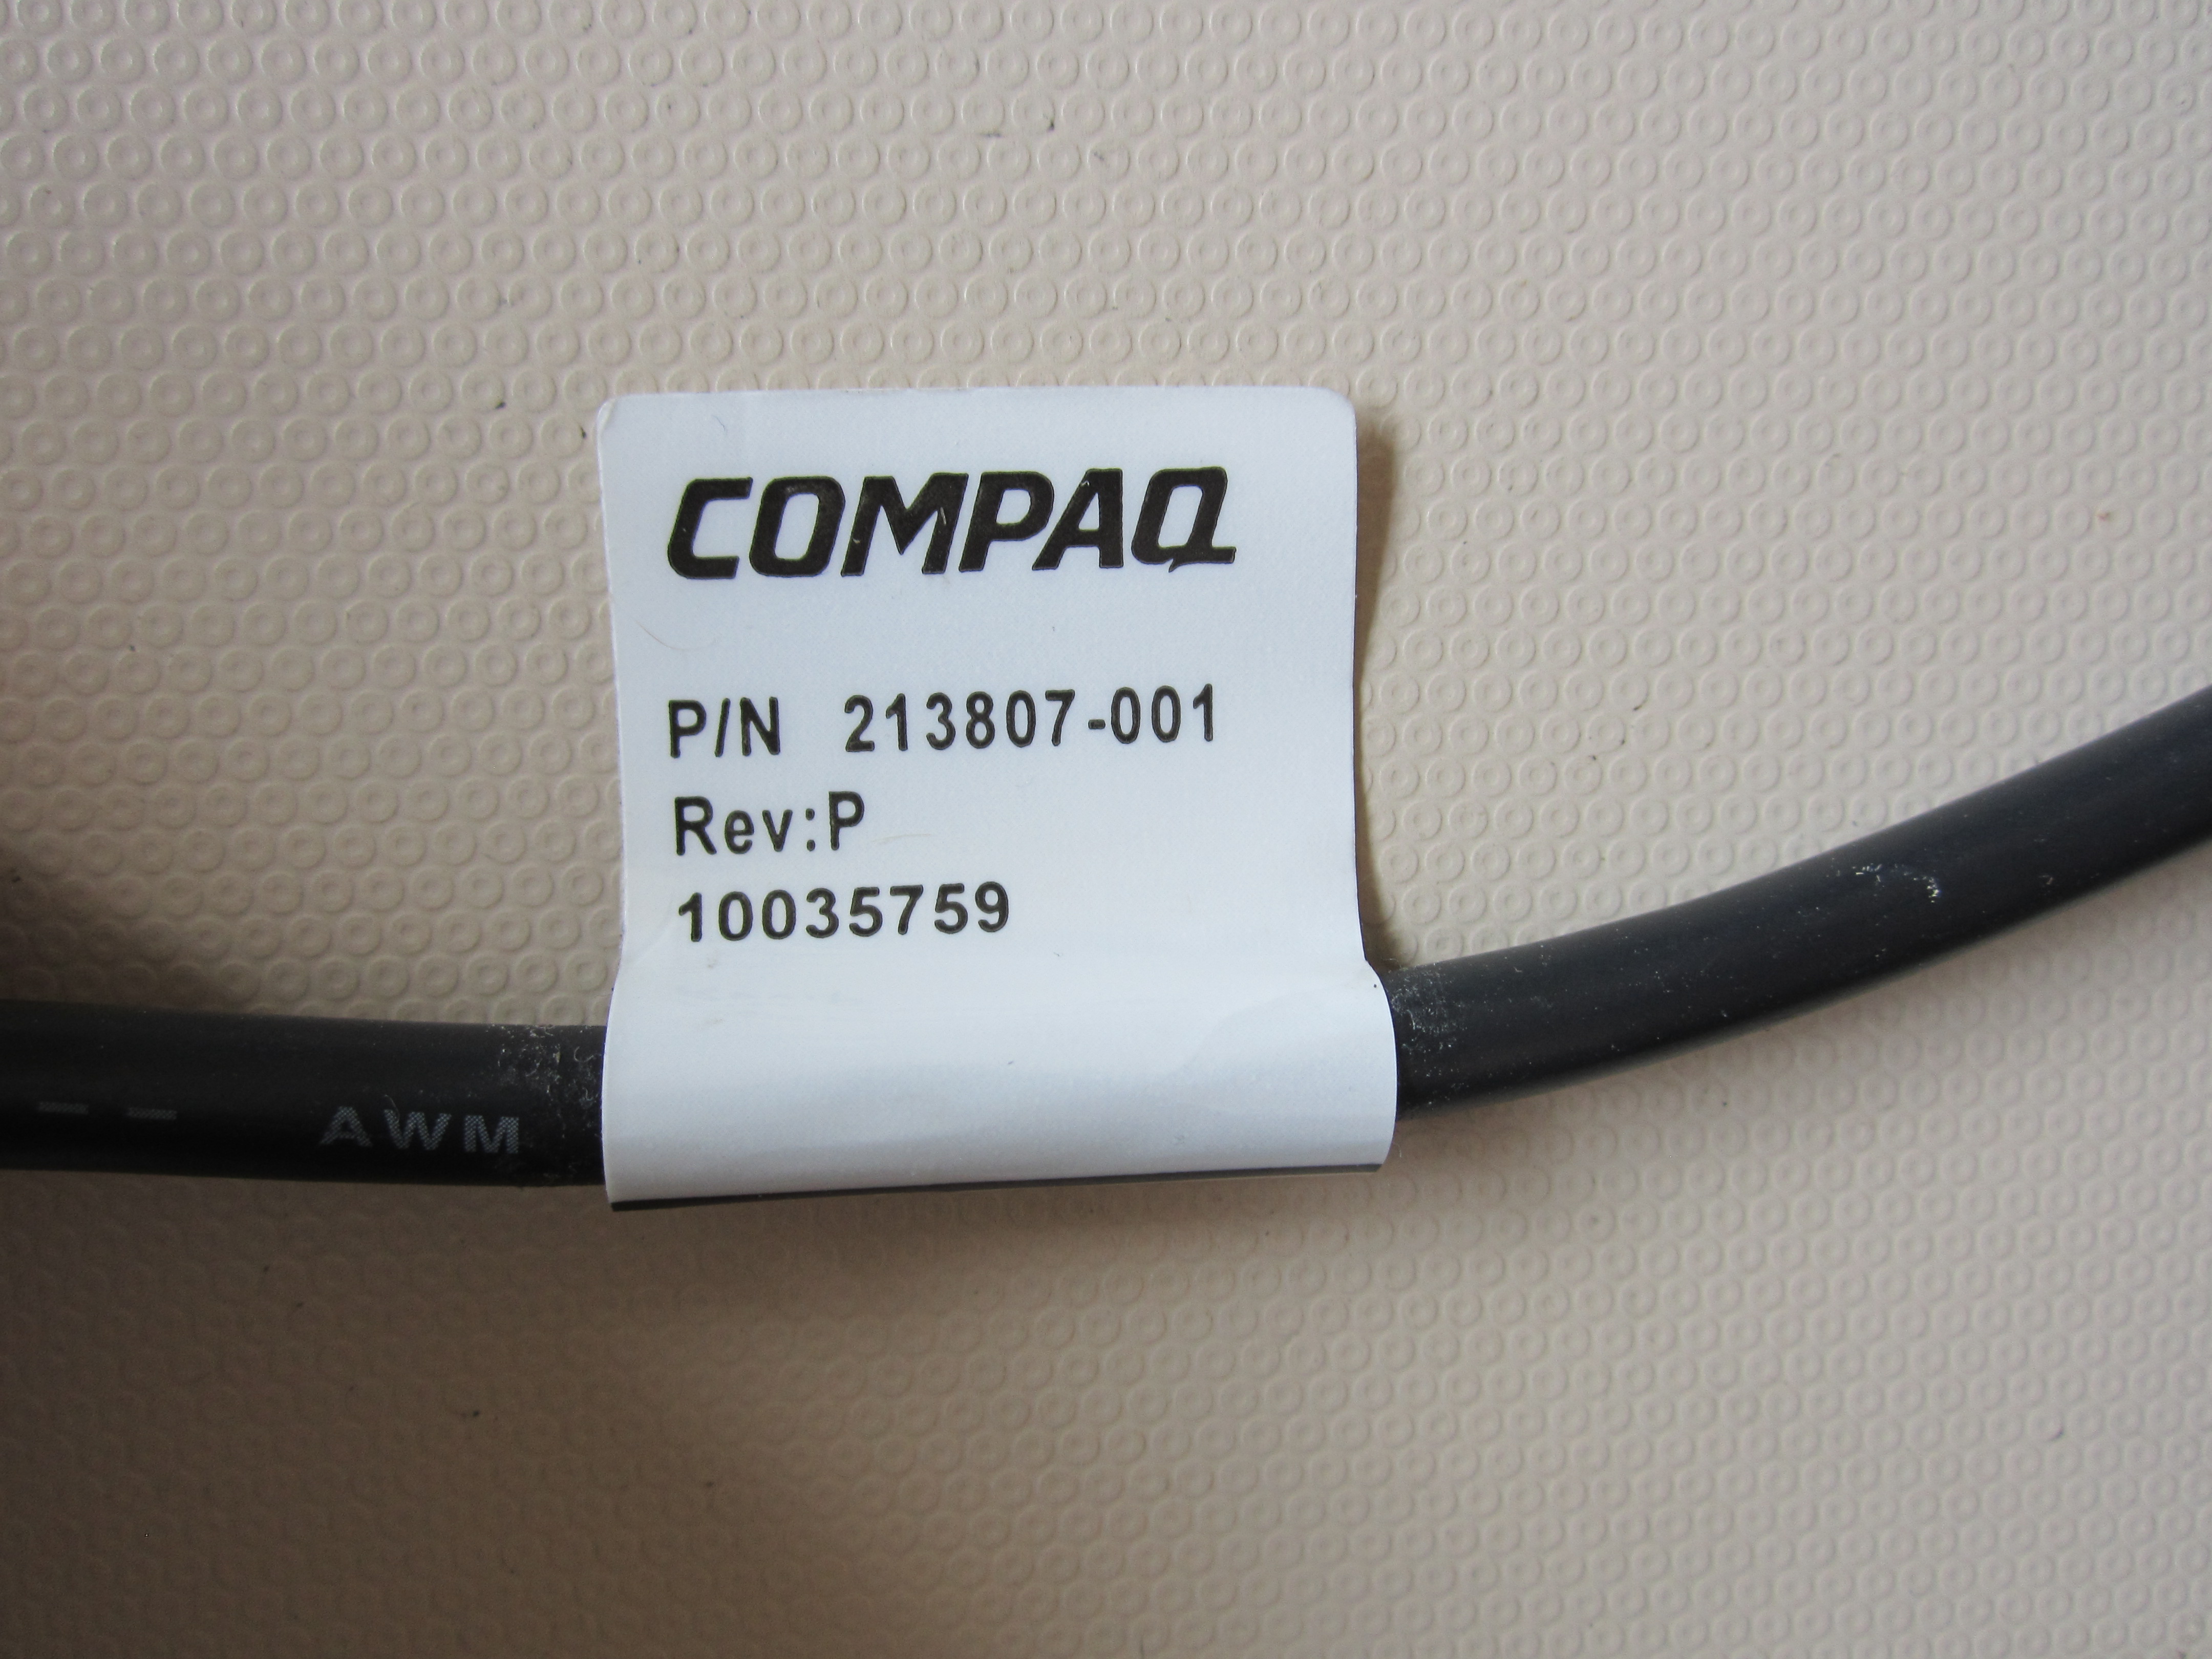 COMPAQ
P/N 213807-001
Rev:P
10035759
-- AWM